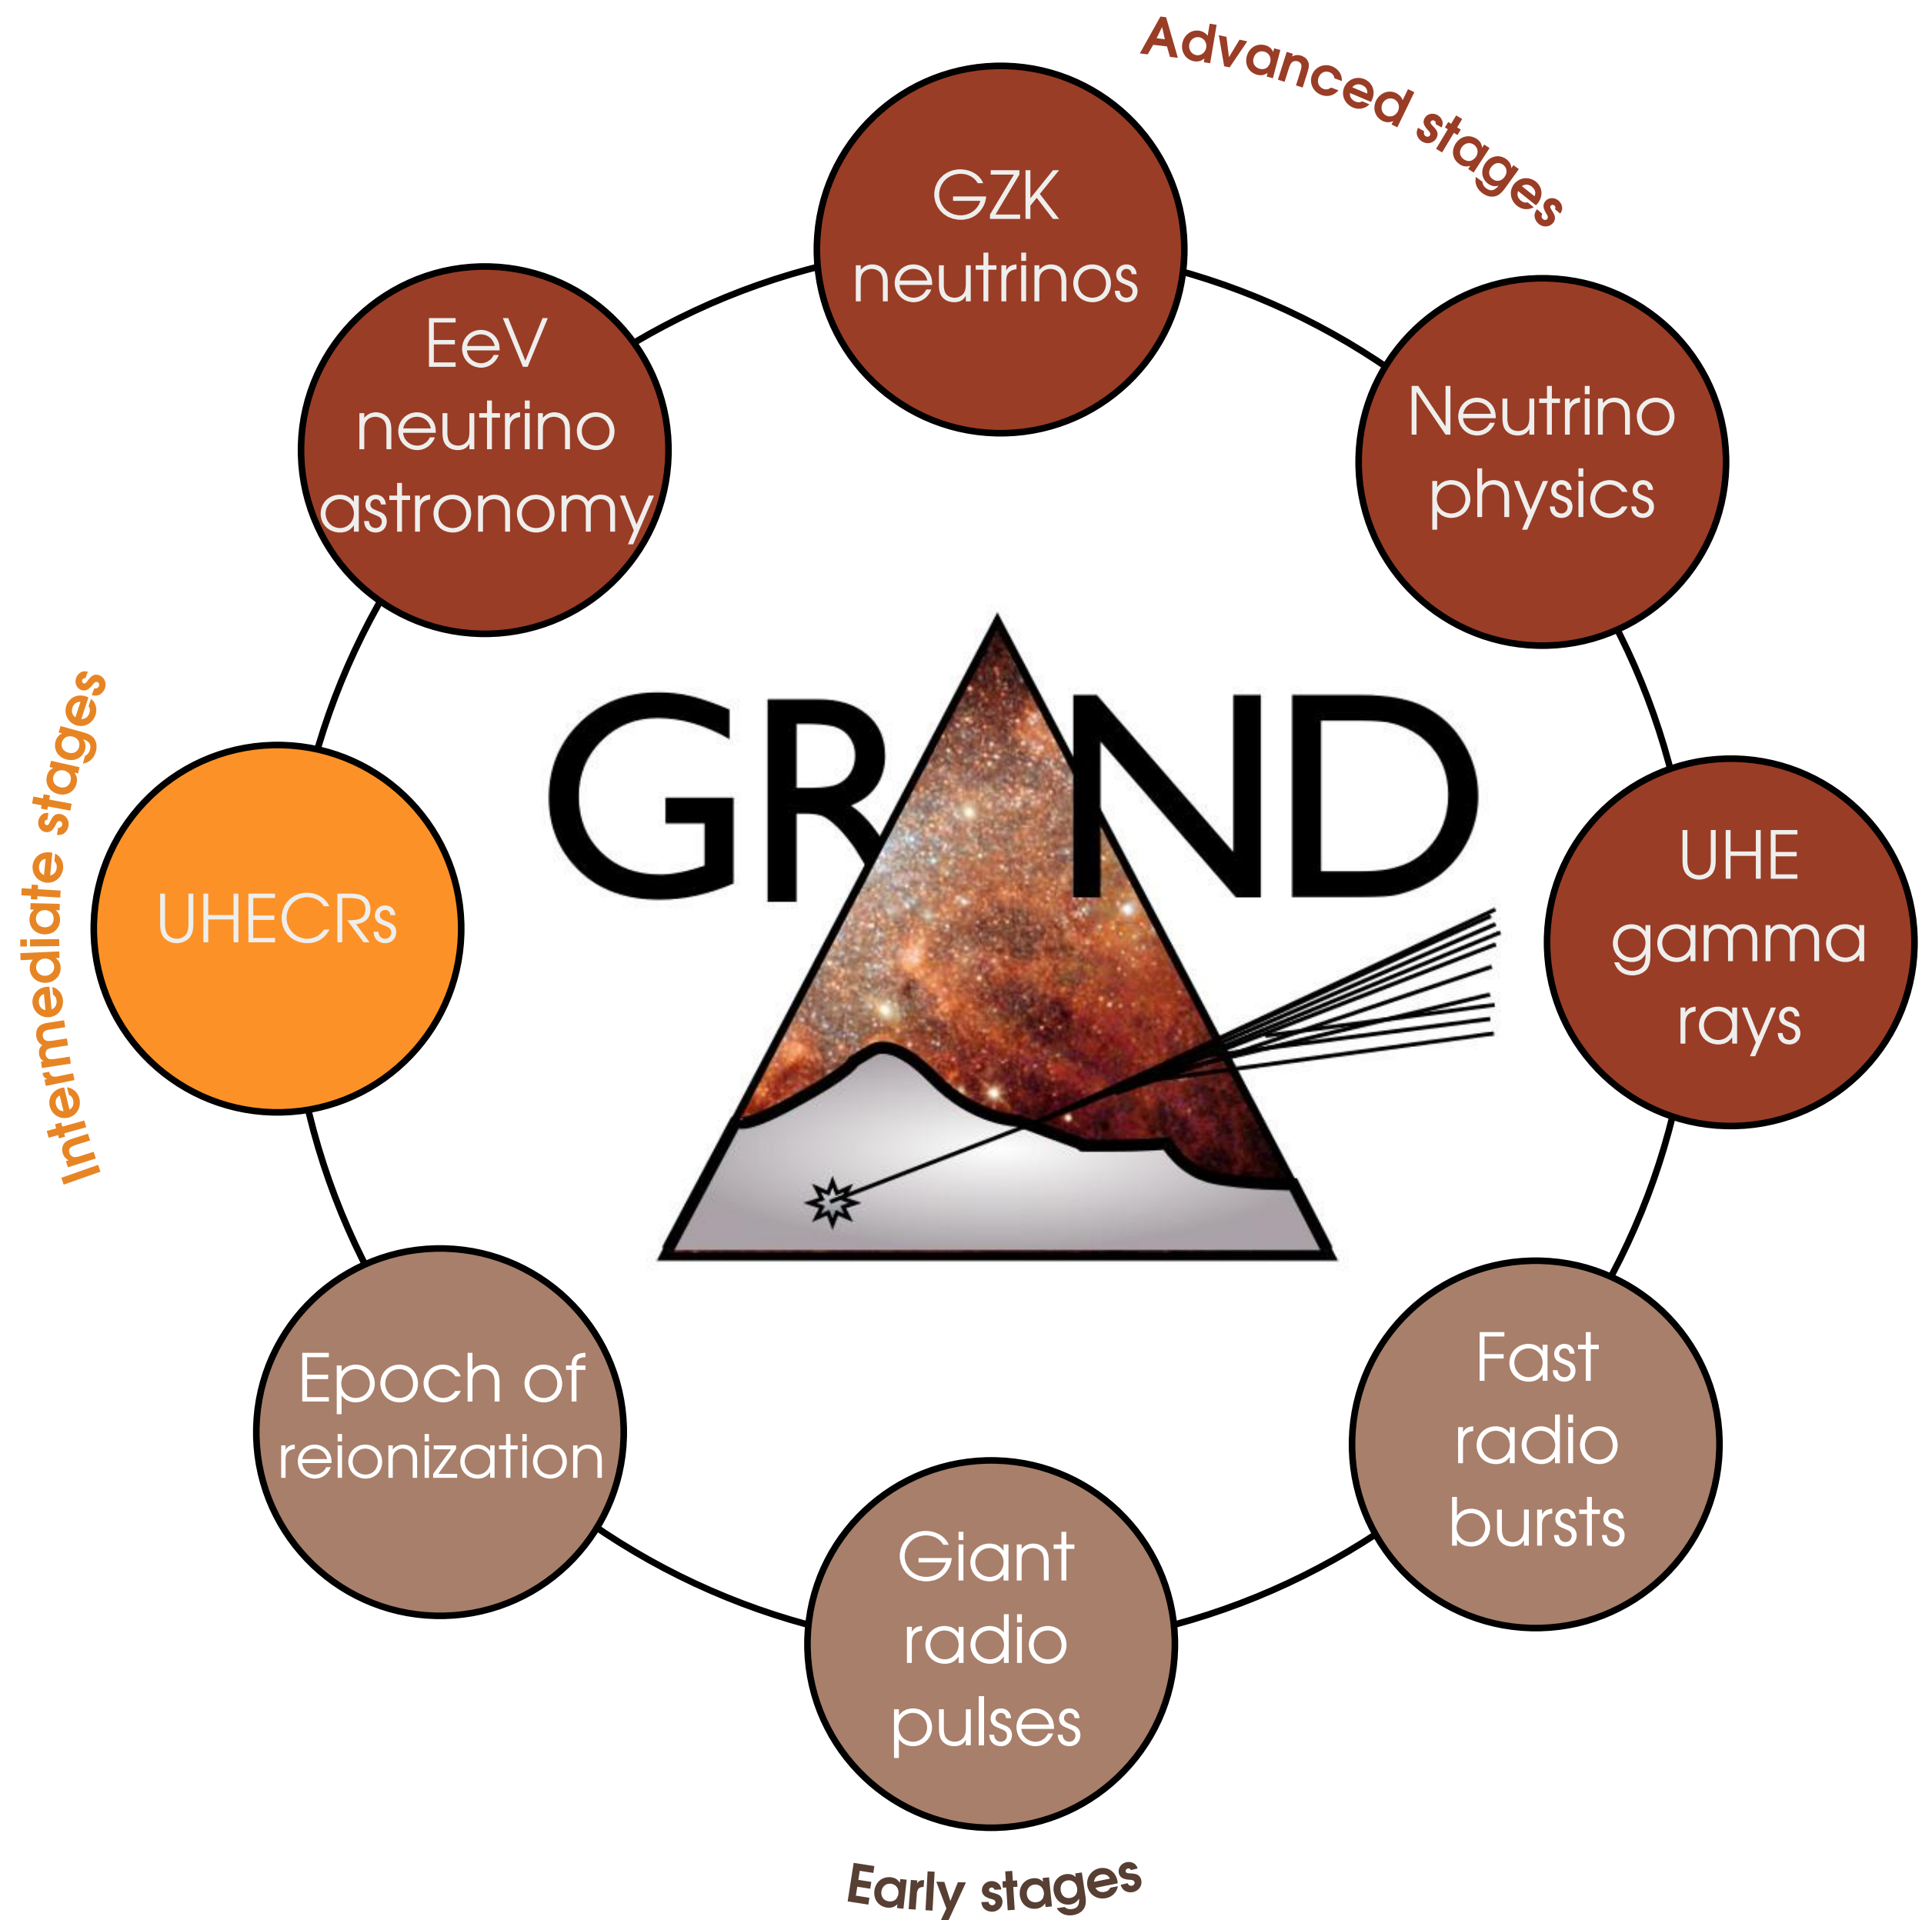 Advanced stages
GZK
neutrinos
EeV
neutrino
astronomy
Neutrino
physics
Intermediate stages
UHECRs
GRAND
UHE
gamma
rays
Epoch of
reionization
Fast
radio
bursts
Giant
radio
pulses
Early stages